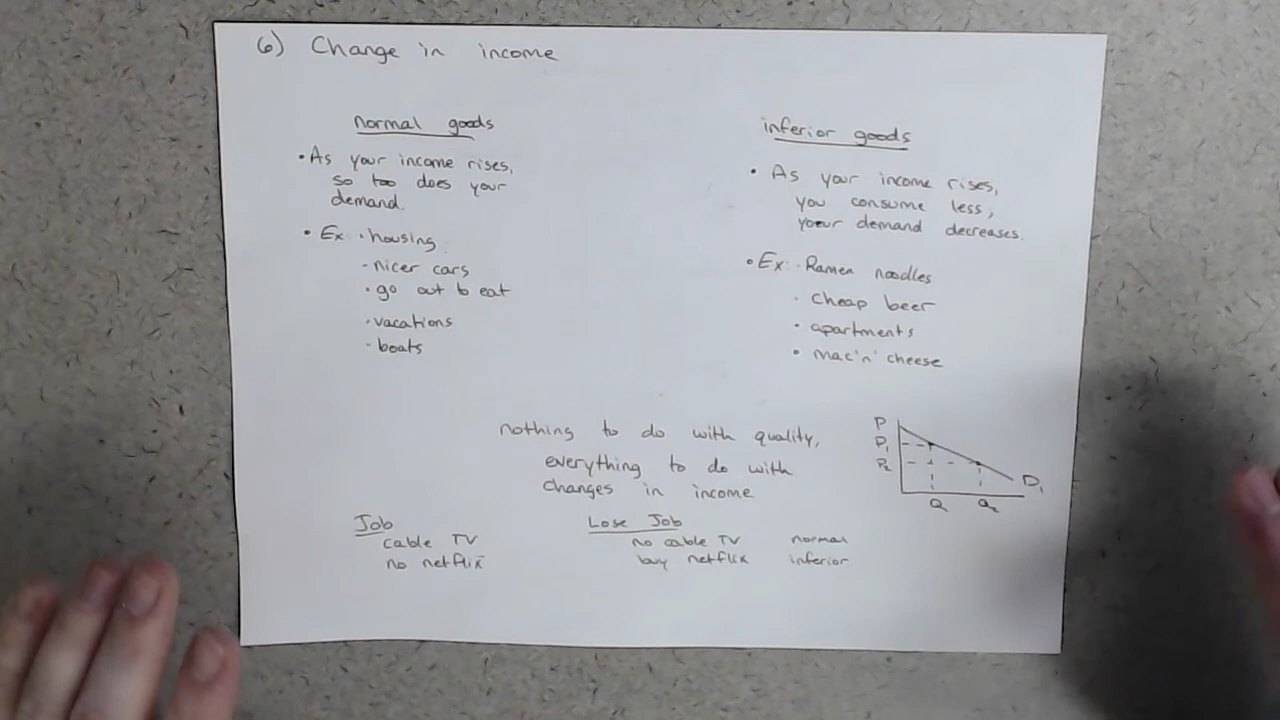 6) Change in income
normal goods
• As your income rises,
so too does your
demand.
• Ex • housing
- nicer cars
• go out to eat
• vacations
- boats
inferior goods
• As your income rises,
you consume less,
your demand decreases.
• Ex: - Ramen noodles
- cheap beer
• apartments
• mac'n'cheese
nothing to do with quality,
everything to do with
changes in income
P
P1
P2
D1
Q1
Q2
Job
cable TV
no netflix
Lose Job
no cable TV normal
buy netflix inferior